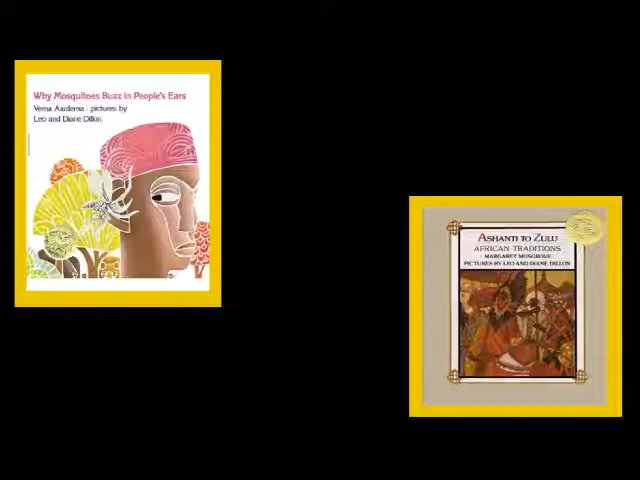 Why Mosquitoes Buzz in People's Ears
Verna Aardema · pictures by
Leo and Diane Dillon
ASHANTI TO ZULU
AFRICAN TRADITIONS
MARGARET MUSGROVE
PICTURES BY LEO AND DIANE DILLON